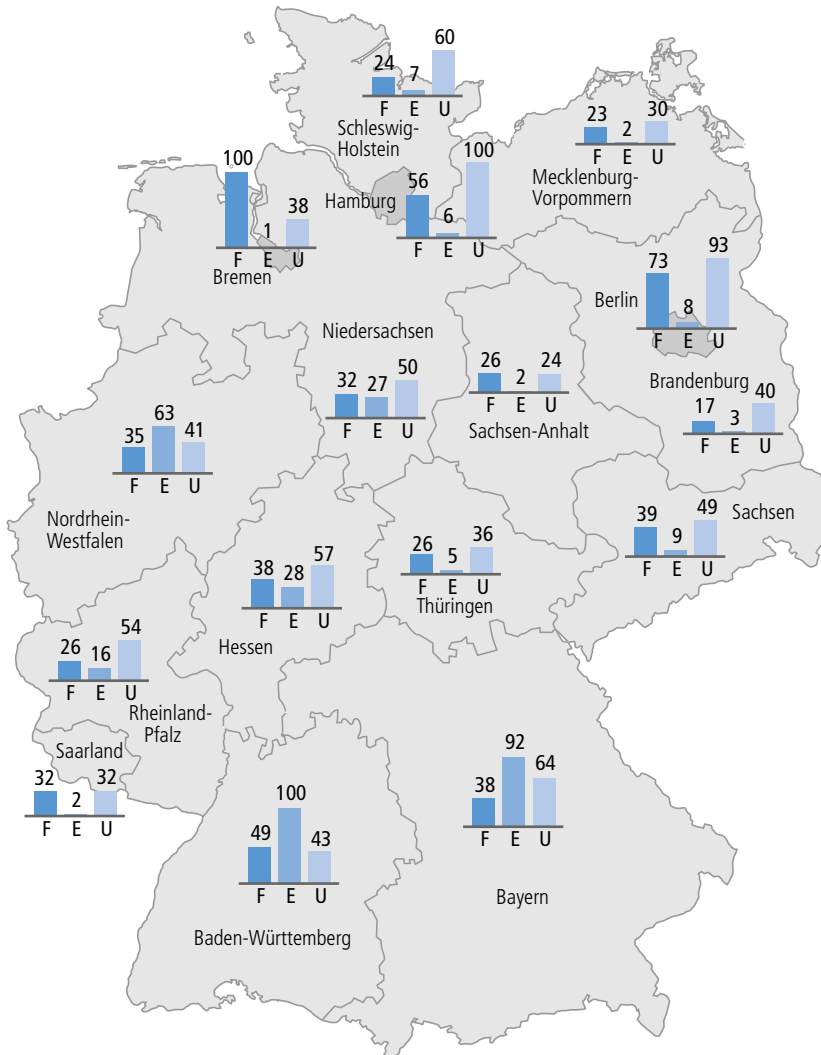 24 7 60
F E U
Schleswig-
Holstein
23 2 30
F E U
Mecklenburg-
Vorpommern
100 1 38
F E U
Bremen
Hamburg
56 6 100
F E U
Berlin
73 8 93
F E U
Niedersachsen
32 27 50
F E U
26 2 24
F E U
Sachsen-Anhalt
Brandenburg
17 3 40
F E U
35 63 41
F E U
Nordrhein-
Westfalen
38 28 57
F E U
Hessen
26 5 36
F E U
Thüringen
39 9 49
F E U
Sachsen
26 16 54
F E U
Rheinland-
Pfalz
Saarland
32 2 32
F E U
49 100 43
F E U
Baden-Württemberg
38 92 64
F E U
Bayern